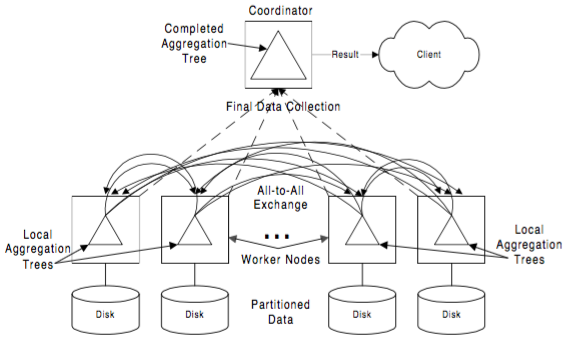 Coordinator
Completed
Aggregation
Tree
Result
Client
Final Data Collection
All-to-All
Exchange
Local
Aggregation
Trees
...
Worker Nodes
Local
Aggregation
Trees
Disk
Disk
Partitioned
Data
Disk
Disk